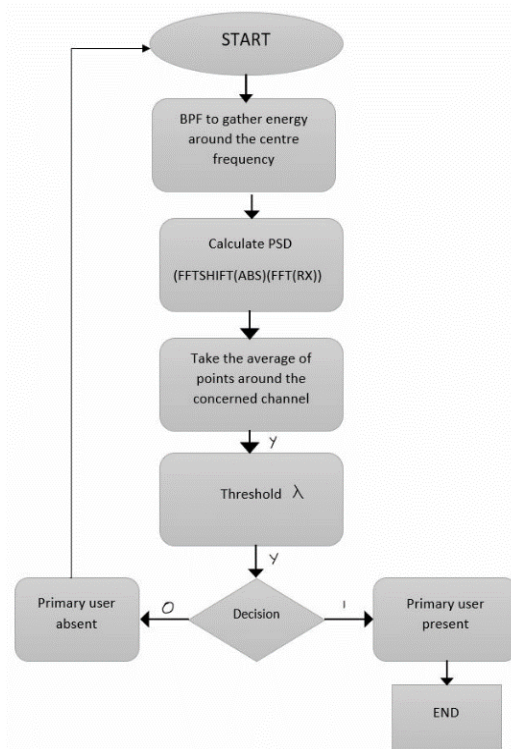 START
BPF to gather energy
around the centre
frequency
Calculate PSD
(FFTSHIFT(ABS)(FFT(RX))
Take the average of
points around the
concerned channel
y
Threshold λ
y
Primary user
absent
0
Decision
1
Primary user
present
END